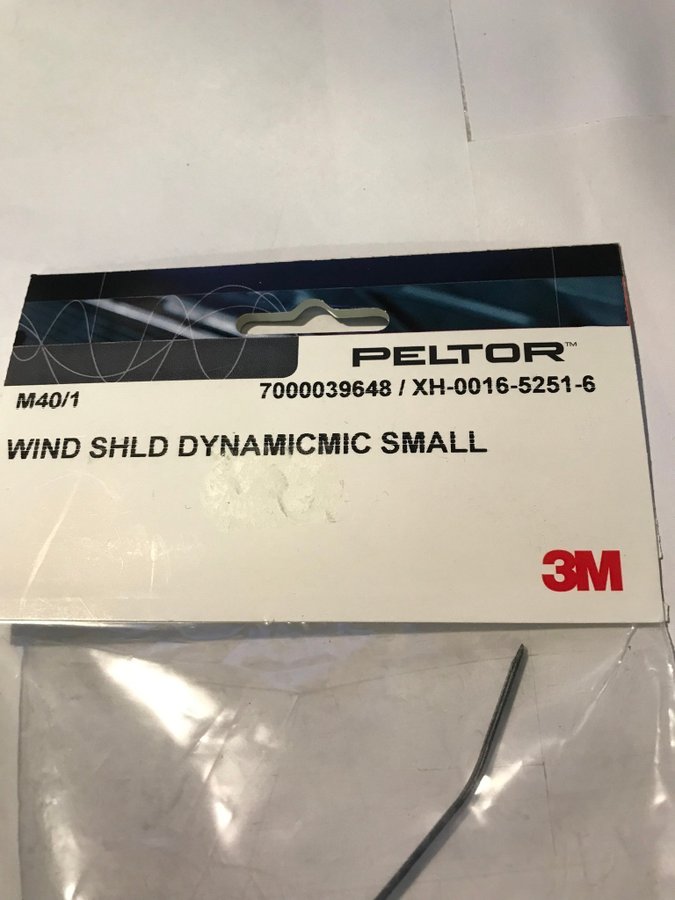 PELTOR™
M40/1
7000039648 / XH-0016-5251-6
WIND SHLD DYNAMICMIC SMALL
3M